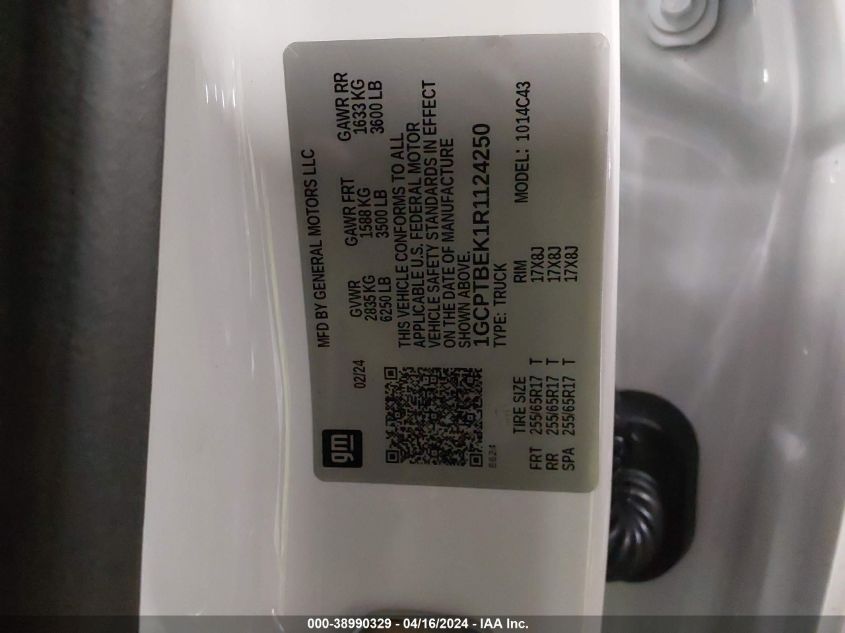 gm
MFD BY GENERAL MOTORS LLC
02/24
GVWR GAWR FRT GAWR RR
2835 KG 1588 KG 1633 KG
6250 LB 3500 LB 3600 LB
THIS VEHICLE CONFORMS TO ALL
APPLICABLE U.S. FEDERAL MOTOR
VEHICLE SAFETY STANDARDS IN EFFECT
ON THE DATE OF MANUFACTURE
SHOWN ABOVE.
1GCPTBEK1R1124250
TYPE: TRUCK MODEL: 1014C43
TIRE SIZE RIM
FRT 255/65R17 T 17X8J
RR 255/65R17 T 17X8J
SPA 255/65R17 T 17X8J
000-38990329 - 04/16/2024 - IAA Inc.